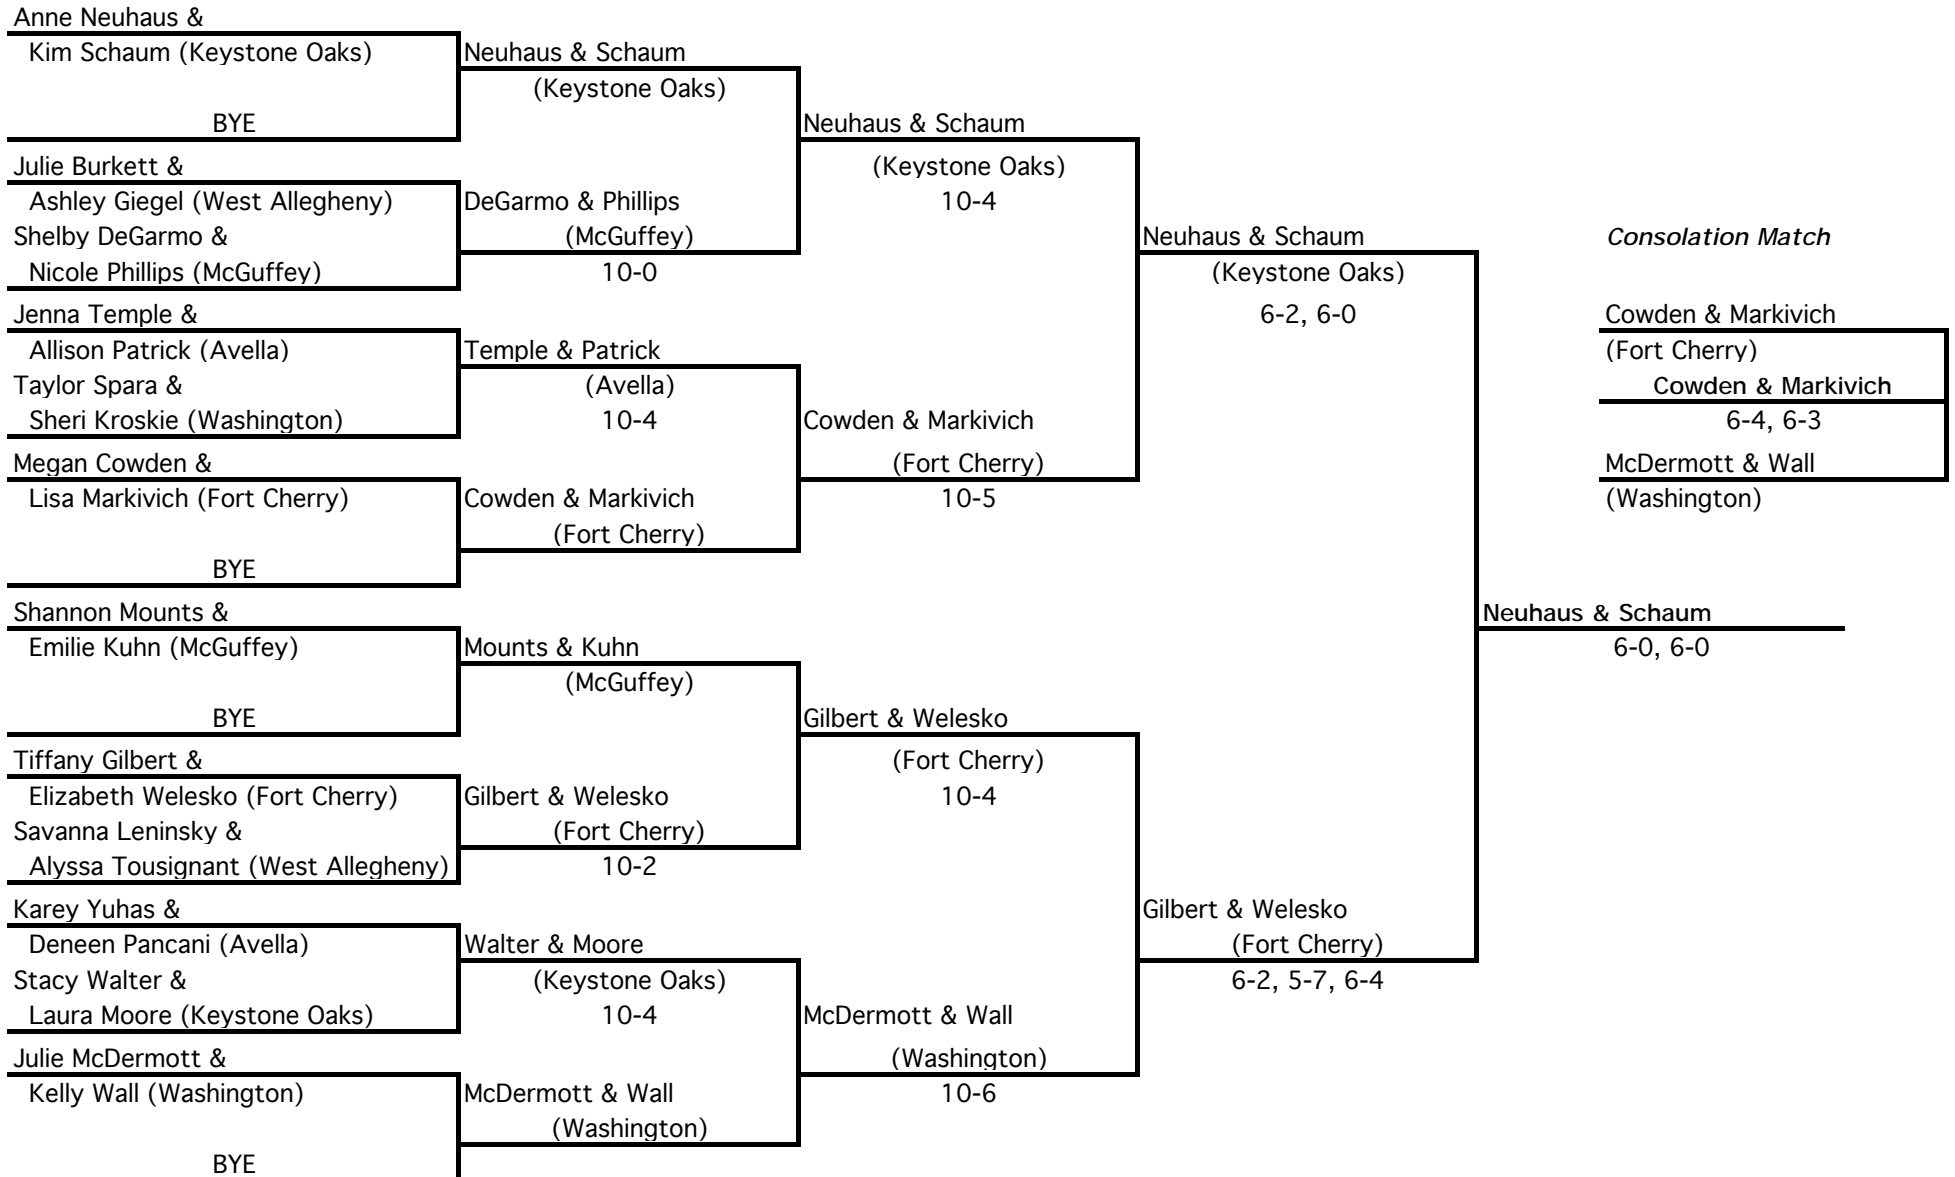 Anne Neuhaus &
Kim Schaum (Keystone Oaks)
BYE
Julie Burkett &
Ashley Giegel (West Allegheny)
Shelby DeGarmo &
Nicole Phillips (McGuffey)
Jenna Temple &
Allison Patrick (Avella)
Taylor Spara &
Sheri Kroskie (Washington)
Megan Cowden &
Lisa Markivich (Fort Cherry)
BYE
Shannon Mounts &
Emilie Kuhn (McGuffey)
BYE
Tiffany Gilbert &
Elizabeth Welesko (Fort Cherry)
Savanna Leninsky &
Alyssa Tousignant (West Allegheny)
Karey Yuhas &
Deneen Pancani (Avella)
Stacy Walter &
Laura Moore (Keystone Oaks)
Julie McDermott &
Kelly Wall (Washington)
BYE
Neuhaus & Schaum
(Keystone Oaks)
DeGarmo & Phillips
(McGuffey)
10-0
Temple & Patrick
(Avella)
10-4
Cowden & Markivich
(Fort Cherry)
Mounts & Kuhn
(McGuffey)
Gilbert & Welesko
(Fort Cherry)
10-2
Walter & Moore
(Keystone Oaks)
10-4
McDermott & Wall
(Washington)
Neuhaus & Schaum
(Keystone Oaks)
10-4
Cowden & Markivich
(Fort Cherry)
10-5
Gilbert & Welesko
(Fort Cherry)
10-4
McDermott & Wall
(Washington)
10-6
Neuhaus & Schaum
(Keystone Oaks)
6-2, 6-0
Gilbert & Welesko
(Fort Cherry)
6-2, 5-7, 6-4
Neuhaus & Schaum
6-0, 6-0
Consolation Match
Cowden & Markivich
(Fort Cherry)
Cowden & Markivich
6-4, 6-3
McDermott & Wall
(Washington)